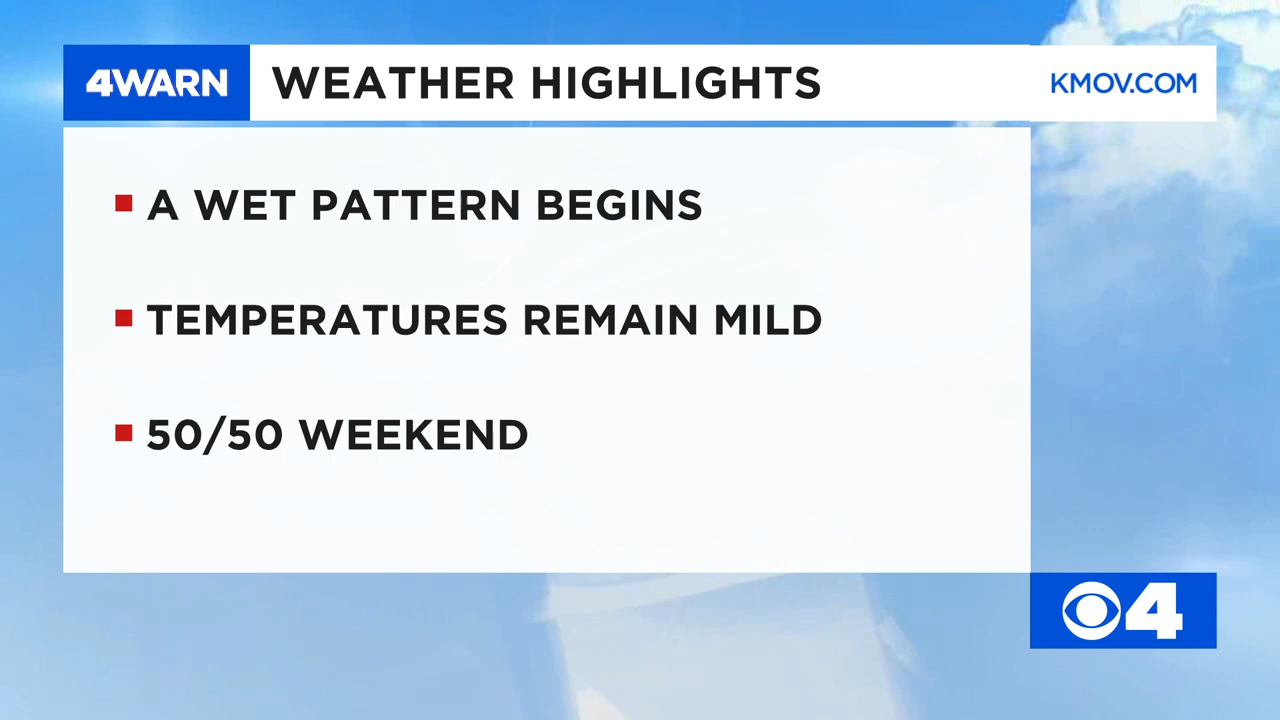 4WARN WEATHER HIGHLIGHTS KMOV.COM
A WET PATTERN BEGINS
TEMPERATURES REMAIN MILD
50/50 WEEKEND
4